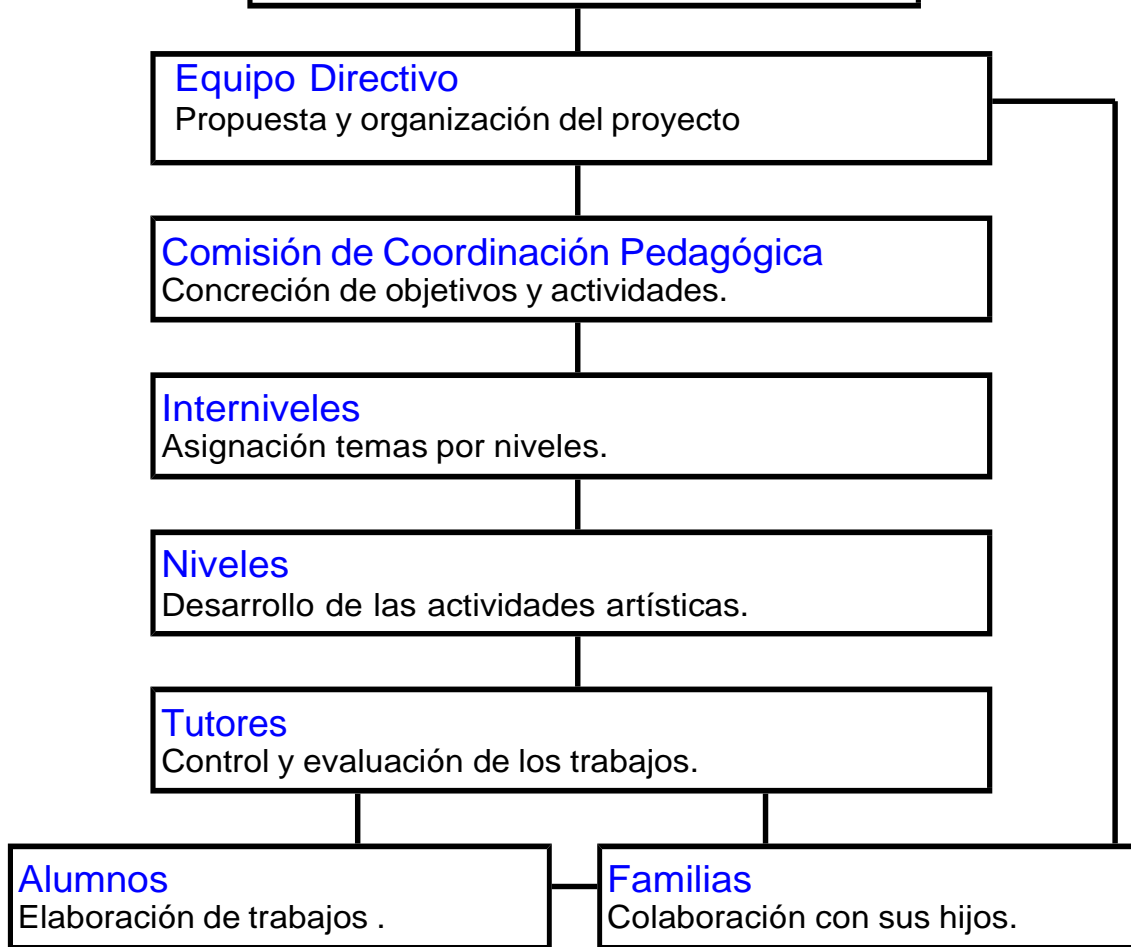 Equipo Directivo
Propuesta y organización del proyecto
Comisión de Coordinación Pedagógica
Concreción de objetivos y actividades.
Interniveles
Asignación temas por niveles.
Niveles
Desarrollo de las actividades artísticas.
Tutores
Control y evaluación de los trabajos.
Alumnos
Elaboración de trabajos .
Familias
Colaboración con sus hijos.